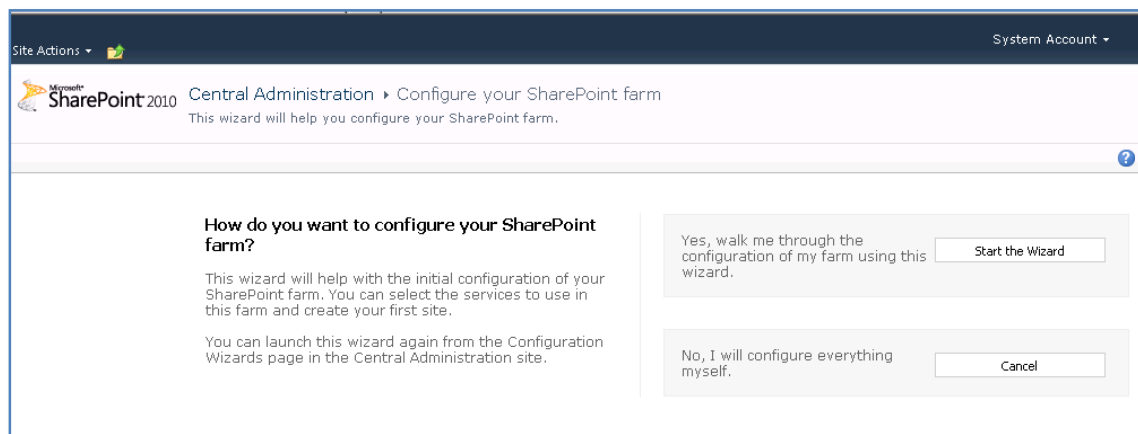 System Account
Site Actions
Microsoft
SharePoint 2010
Central Administration ▸ Configure your SharePoint farm
This wizard will help you configure your SharePoint farm.
?
How do you want to configure your SharePoint
farm?
This wizard will help with the initial configuration of your
SharePoint farm. You can select the services to use in
this farm and create your first site.
You can launch this wizard again from the Configuration
Wizards page in the Central Administration site.
Yes, walk me through the
configuration of my farm using this
wizard.
Start the Wizard
No, I will configure everything
myself.
Cancel